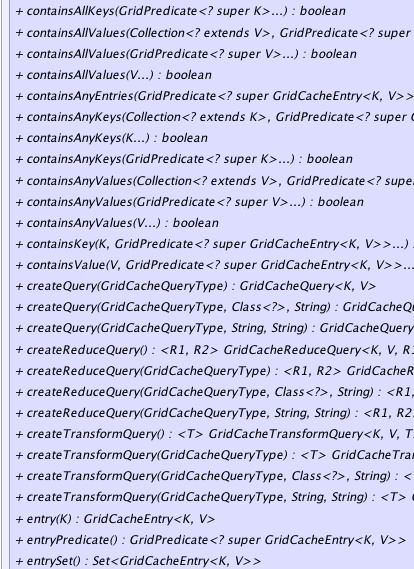 + containsAllKeys(GridPredicate<? super K>...) : boolean
+ containsAllValues(Collection<? extends V>, GridPredicate<? super
+ containsAllValues(GridPredicate<? super V>...) : boolean
+ containsAllValues(V...) : boolean
+ containsAnyEntries(GridPredicate<? super GridCacheEntry<K, V>>
+ containsAnyKeys(Collection<? extends K>, GridPredicate<? super
+ containsAnyKeys(K...) : boolean
+ containsAnyKeys(GridPredicate<? super K>...) : boolean
+ containsAnyValues(Collection<? extends V>, GridPredicate<? supe
+ containsAnyValues(GridPredicate<? super V>...) : boolean
+ containsAnyValues(V...) : boolean
+ containsKey(K, GridPredicate<? super GridCacheEntry<K, V>>...) :
+ containsValue(V, GridPredicate<? super GridCacheEntry<K, V>>...
+ createQuery(GridCacheQueryType) : GridCacheQuery<K, V>
+ createQuery(GridCacheQueryType, Class<?>, String) : GridCacheQu
+ createQuery(GridCacheQueryType, String, String) : GridCacheQuery
+ createReduceQuery() : <R1, R2> GridCacheReduceQuery<K, V, R1
+ createReduceQuery(GridCacheQueryType) : <R1, R2> GridCacheR
+ createReduceQuery(GridCacheQueryType, Class<?>, String) : <R1,
+ createReduceQuery(GridCacheQueryType, String, String) : <R1, R2
+ createTransformQuery() : <T> GridCacheTransformQuery<K, V, T
+ createTransformQuery(GridCacheQueryType) : <T> GridCacheTran
+ createTransformQuery(GridCacheQueryType, Class<?>, String) : <
+ createTransformQuery(GridCacheQueryType, String, String) : <T>
+ entry(K) : GridCacheEntry<K, V>
+ entryPredicate() : GridPredicate<? super GridCacheEntry<K, V>>
+ entrySet() : Set<GridCacheEntry<K, V>>